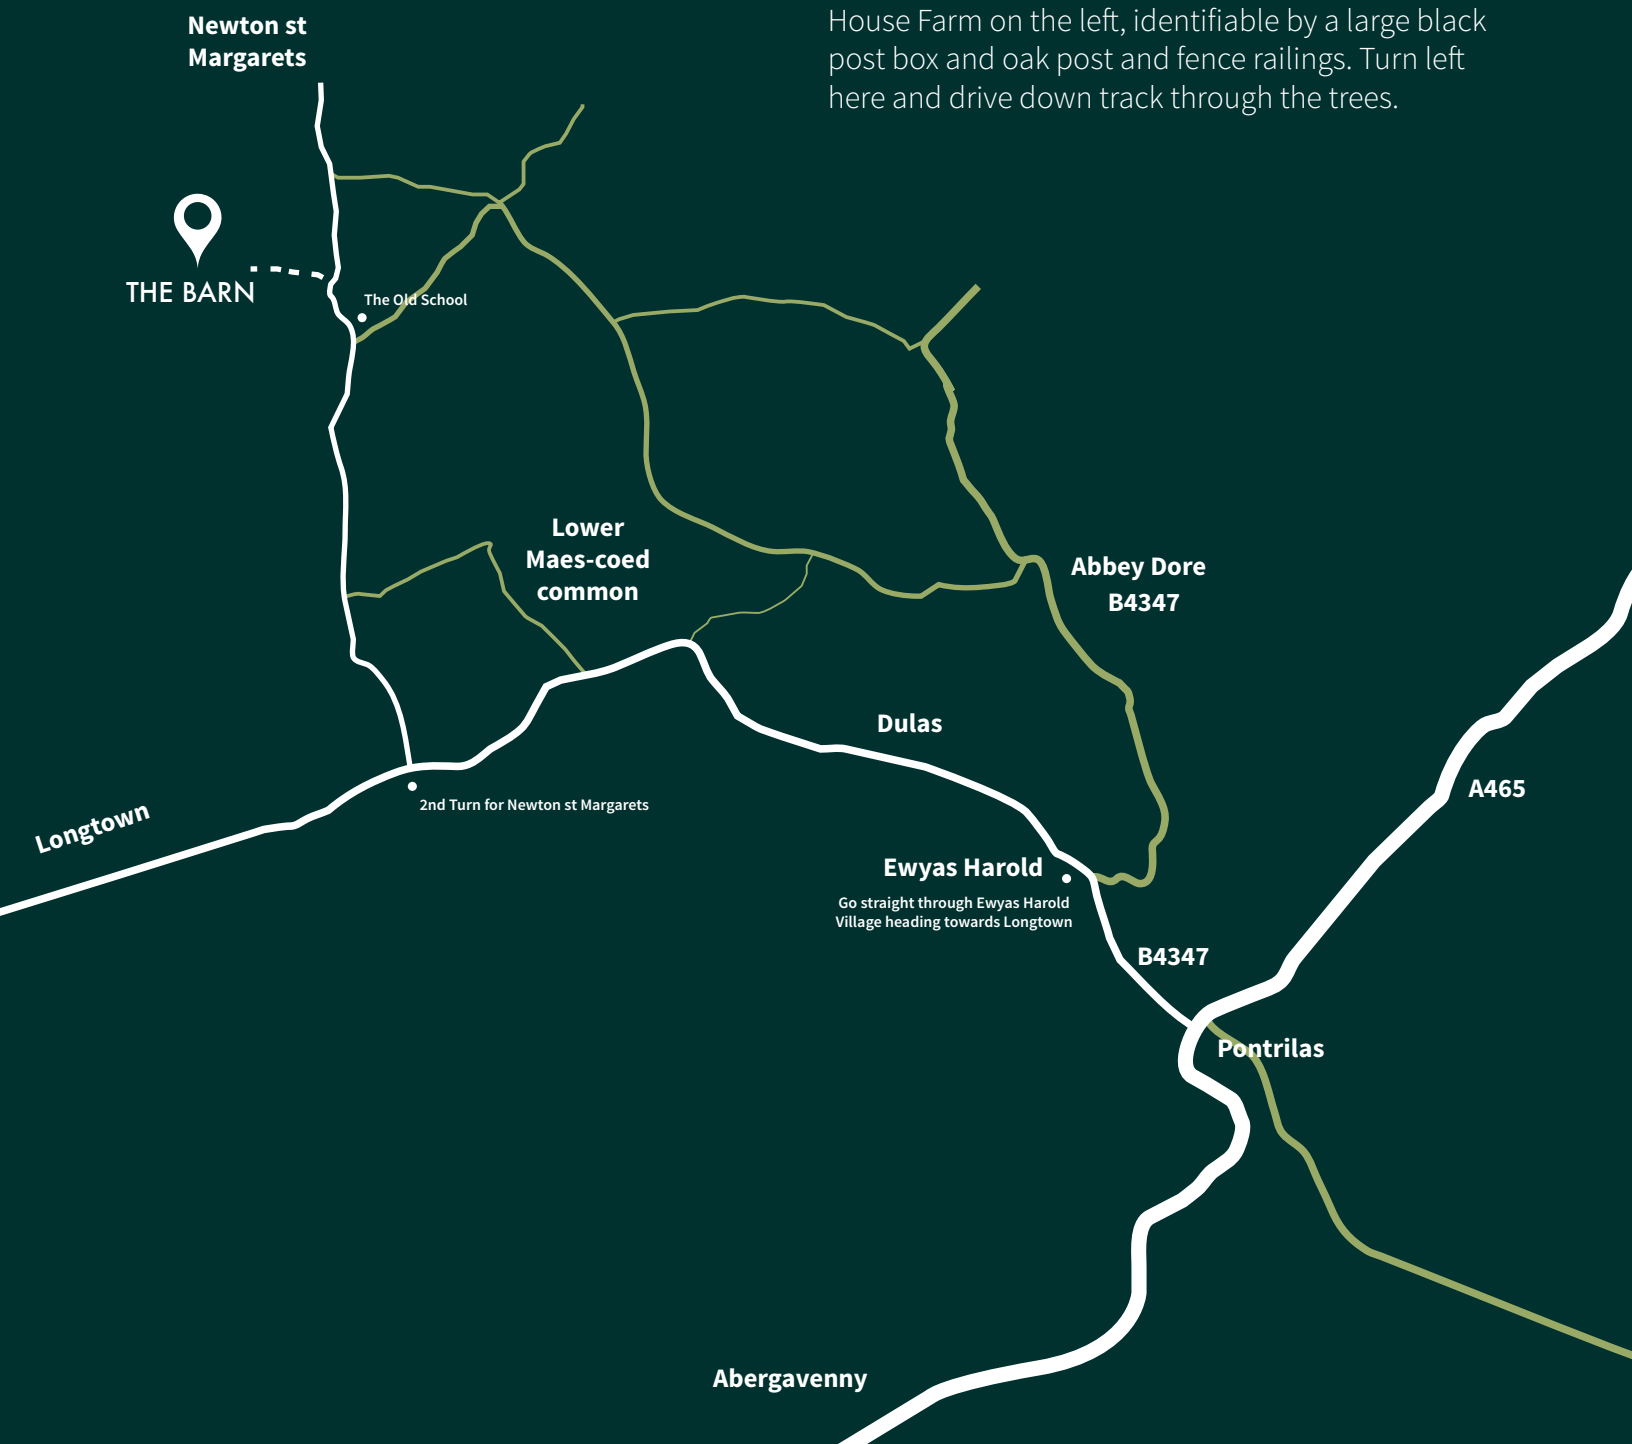 House Farm on the left, identifiable by a large black
post box and oak post and fence railings. Turn left
here and drive down track through the trees.
Newton st
Margarets
THE BARN
The Old School
Lower
Maes-coed
common
Abbey Dore
B4347
Dulas
A465
2nd Turn for Newton st Margarets
Longtown
Ewyas Harold
Go straight through Ewyas Harold
Village heading towards Longtown
B4347
Pontrilas
Abergavenny